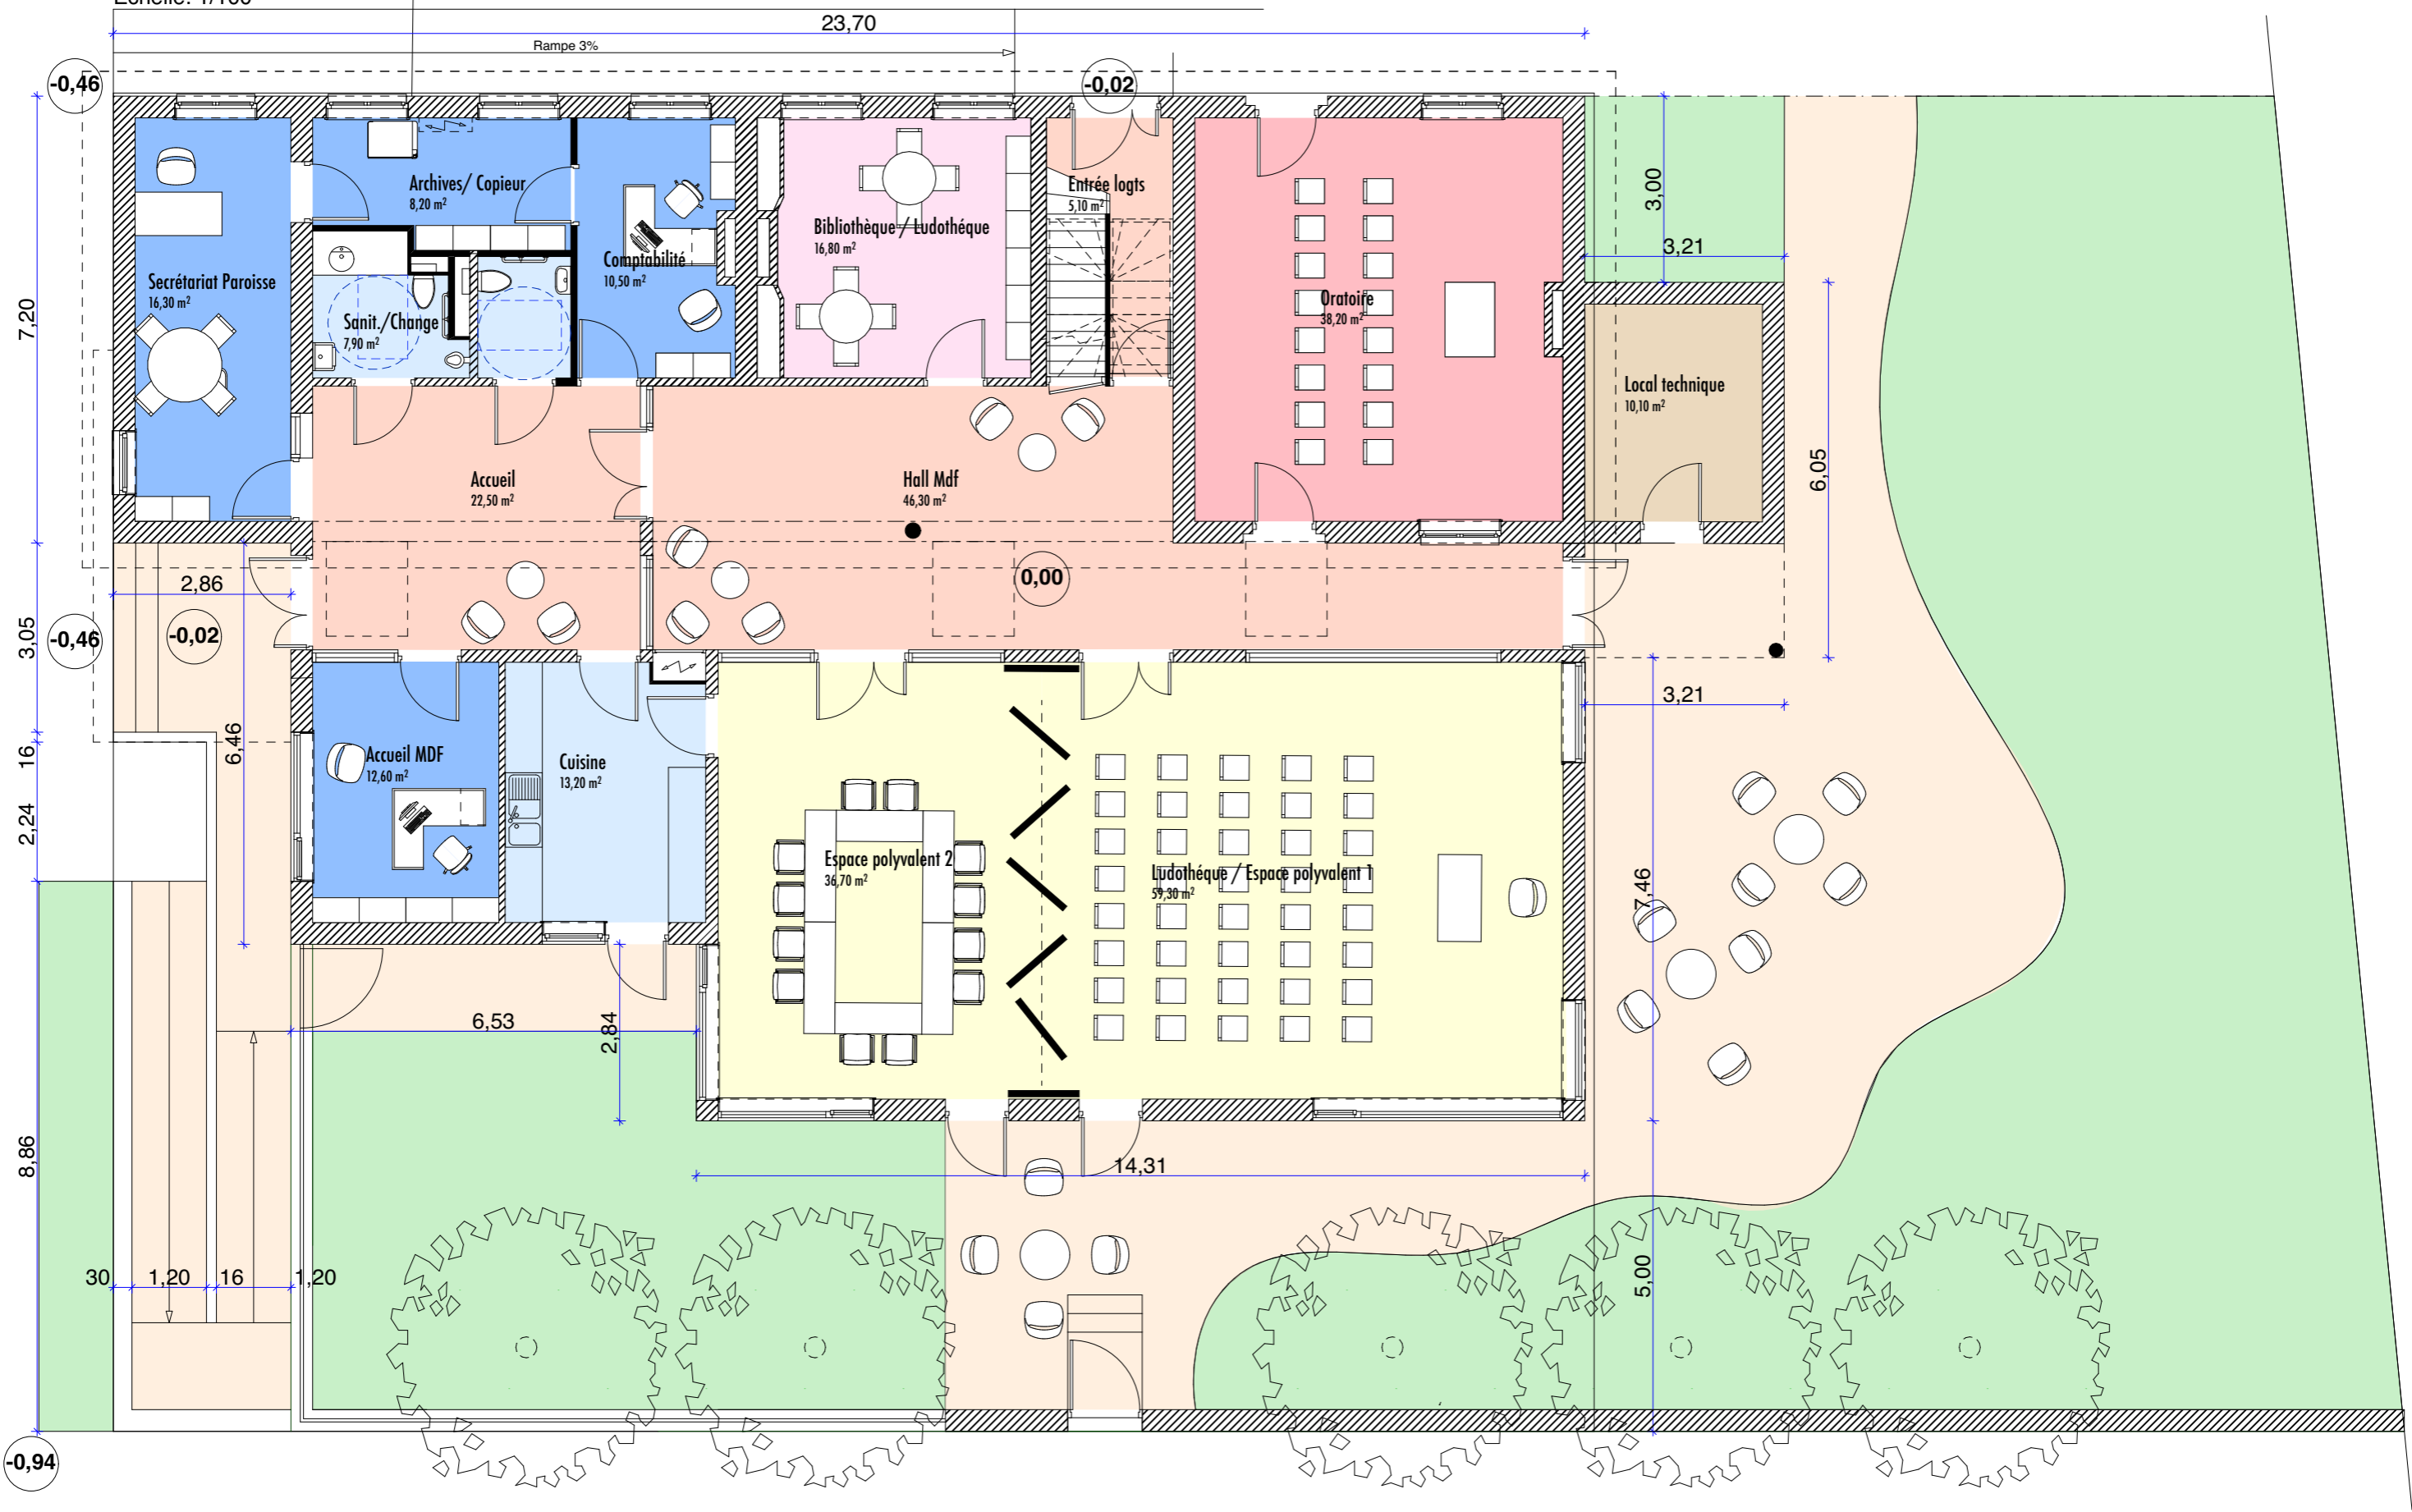 23,70
Rampe 3%
-0,46
-0,02
3,00
Archives/ Copieur
8,20 m²
Entrée logts
5,10 m²
Bibliothèque / Ludothéque
16,80 m²
3,21
Comptabilité
10,50 m²
Secrétariat Paroisse
16,30 m²
Oratoire
38,20 m²
7,20
Sanit./Change
7,90 m²
Local technique
10,10 m²
6,05
Accueil
22,50 m²
Hall Mdf
46,30 m²
0,00
2,86
3,05
-0,46
-0,02
3,21
6,46
16
Accueil MDF
12,60 m²
Cuisine
13,20 m²
2,24
Espace polyvalent 2
36,70 m²
Ludothéque / Espace polyvalent 1
59,30 m²
7,46
6,53
2,84
8,86
14,31
30
1,20
16
1,20
5,00
-0,94